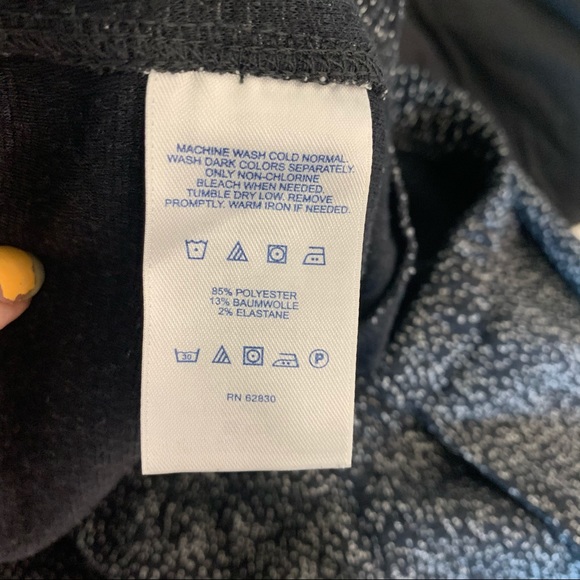 MACHINE WASH COLD NORMAL.
WASH DARK COLORS SEPARATELY.
ONLY NON-CHLORINE
BLEACH WHEN NEEDED.
TUMBLE DRY LOW. REMOVE
PROMPTLY. WARM IRON IF NEEDED.
85% POLYESTER
13% BAUMWOLLE
2% ELASTANE
30 P
RN 62830